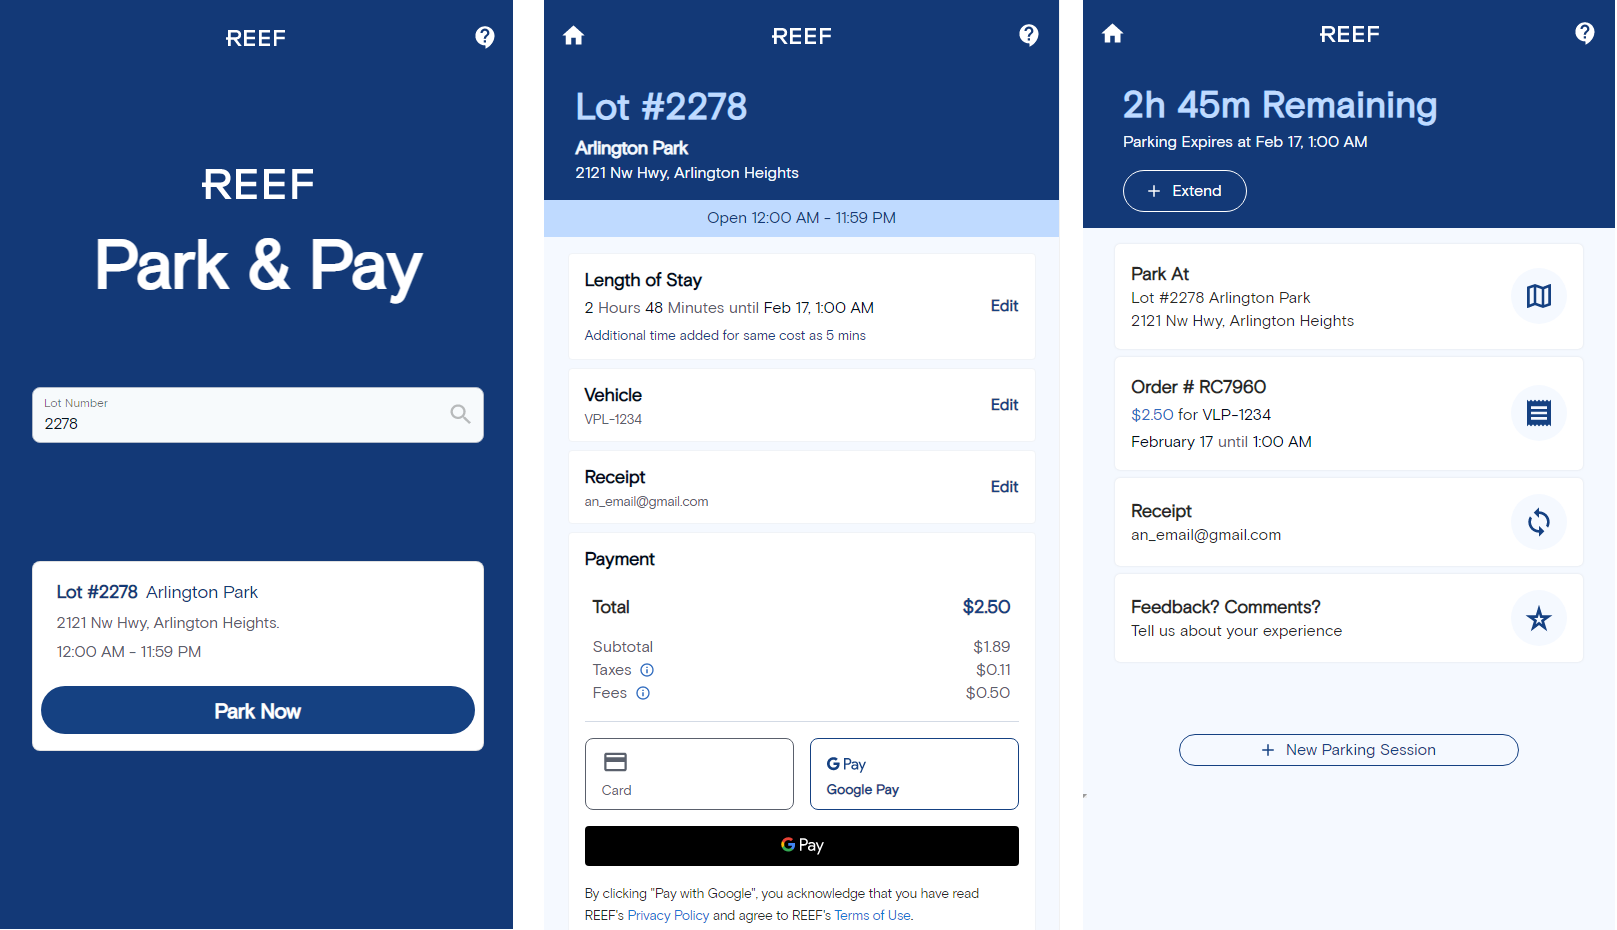 REEF
REEF
Park & Pay
Lot Number
2278
Lot #2278 Arlington Park
2121 Nw Hwy, Arlington Heights.
12:00 AM - 11:59 PM
Park Now
REEF
Lot #2278
Arlington Park
2121 Nw Hwy, Arlington Heights
Open 12:00 AM - 11:59 PM
Length of Stay
2 Hours 48 Minutes until Feb 17, 1:00 AM
Edit
Additional time added for same cost as 5 mins
Vehicle
VPL-1234
Edit
Receipt
an_email@gmail.com
Edit
Payment
Total $2.50
Subtotal $1.89
Taxes $0.11
Fees $0.50
Card
G Pay
Google Pay
G Pay
By clicking "Pay with Google", you acknowledge that you have read
REEF's Privacy Policy and agree to REEF's Terms of Use.
REEF
2h 45m Remaining
Parking Expires at Feb 17, 1:00 AM
+ Extend
Park At
Lot #2278 Arlington Park
2121 Nw Hwy, Arlington Heights
Order # RC7960
$2.50 for VLP-1234
February 17 until 1:00 AM
Receipt
an_email@gmail.com
Feedback? Comments?
Tell us about your experience
+ New Parking Session